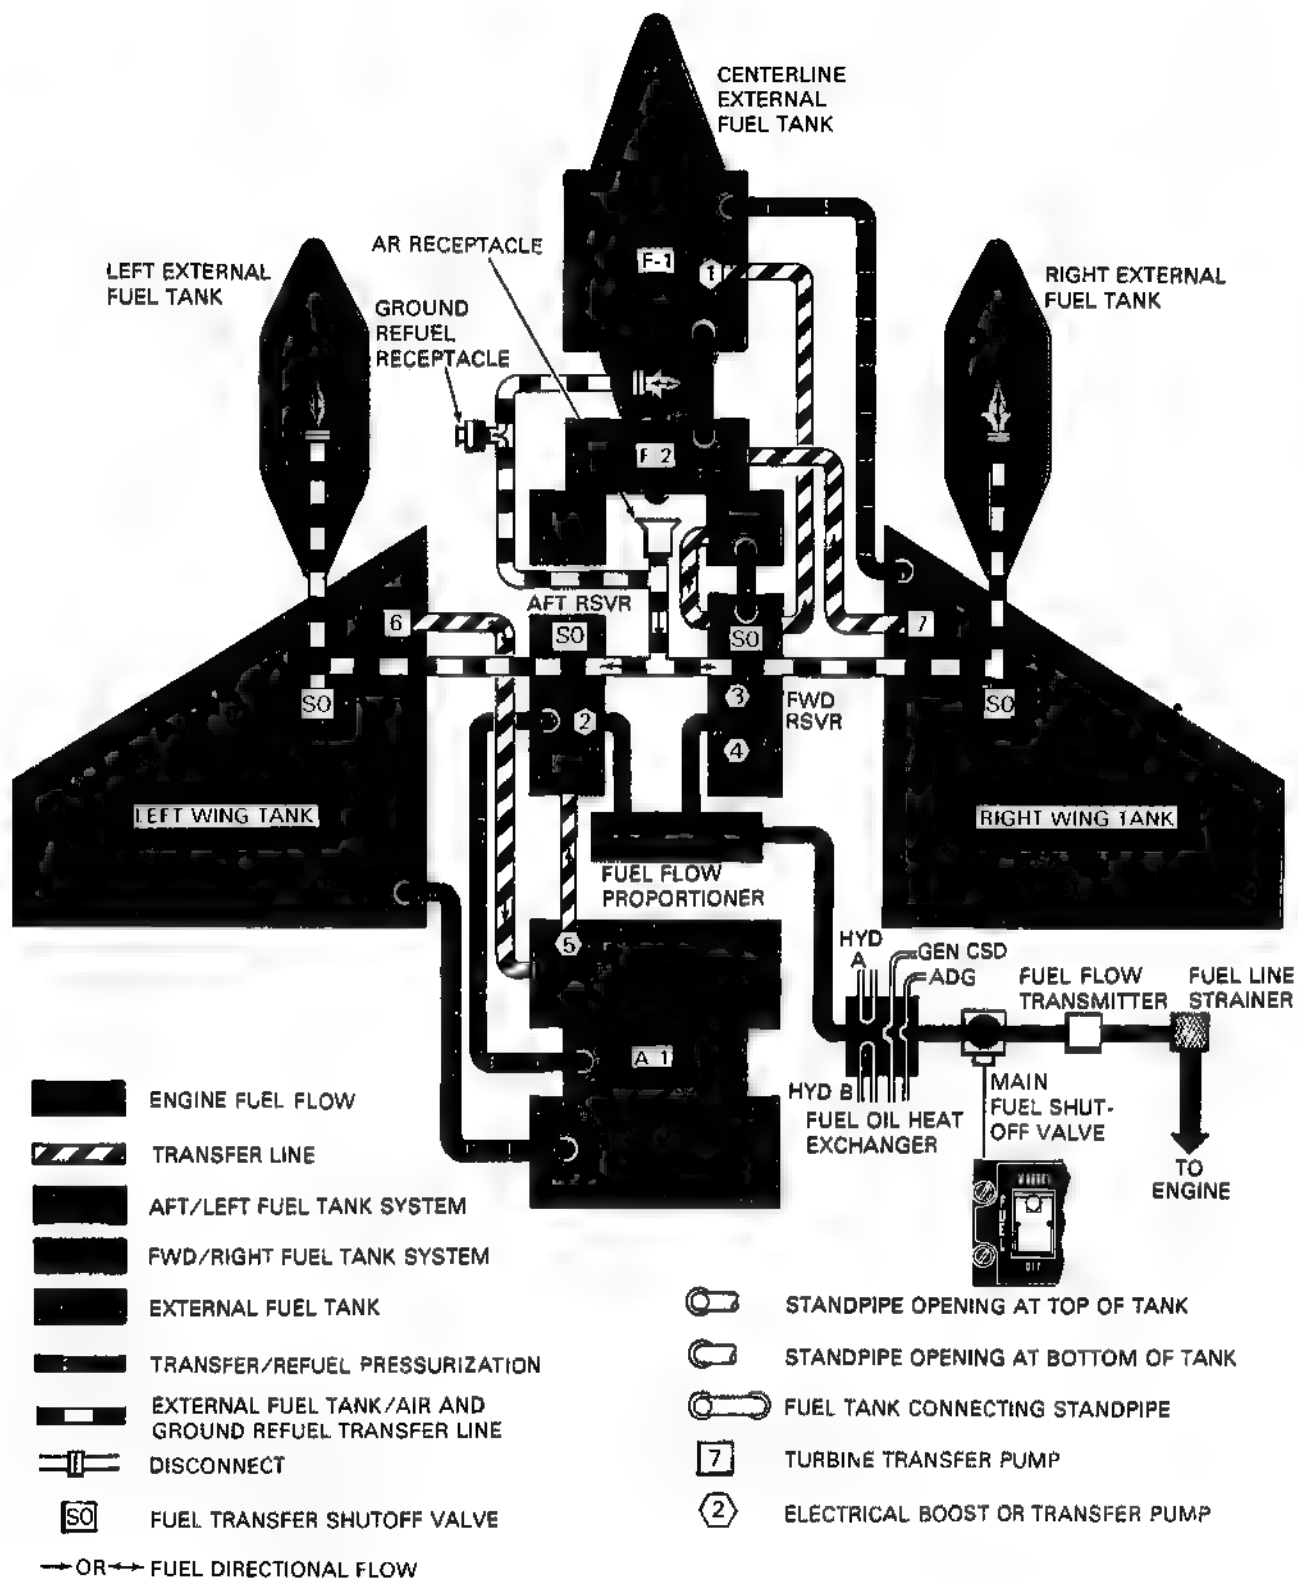 CENTERLINE
EXTERNAL
FUEL TANK
AR RECEPTACLE
LEFT EXTERNAL
FUEL TANK
GROUND
REFUEL
RECEPTACLE
RIGHT EXTERNAL
FUEL TANK
F-1
1
F 2
AFT RSVR
6
SO
SO
7
SO
3
FWD
RSVR
SO
2
4
LEFT WING TANK
RIGHT WING TANK
FUEL FLOW
PROPORTIONER
5
HYD
A
GEN CSD
ADG
FUEL FLOW
TRANSMITTER
FUEL LINE
STRAINER
A 1
HYD B
FUEL OIL HEAT
EXCHANGER
MAIN
FUEL SHUT-
OFF VALVE
TO
ENGINE
FUEL
ENGINE FUEL FLOW
TRANSFER LINE
AFT/LEFT FUEL TANK SYSTEM
FWD/RIGHT FUEL TANK SYSTEM
EXTERNAL FUEL TANK
TRANSFER/REFUEL PRESSURIZATION
EXTERNAL FUEL TANK/AIR AND
GROUND REFUEL TRANSFER LINE
DISCONNECT
SO FUEL TRANSFER SHUTOFF VALVE
OR FUEL DIRECTIONAL FLOW
STANDPIPE OPENING AT TOP OF TANK
STANDPIPE OPENING AT BOTTOM OF TANK
FUEL TANK CONNECTING STANDPIPE
7 TURBINE TRANSFER PUMP
2 ELECTRICAL BOOST OR TRANSFER PUMP